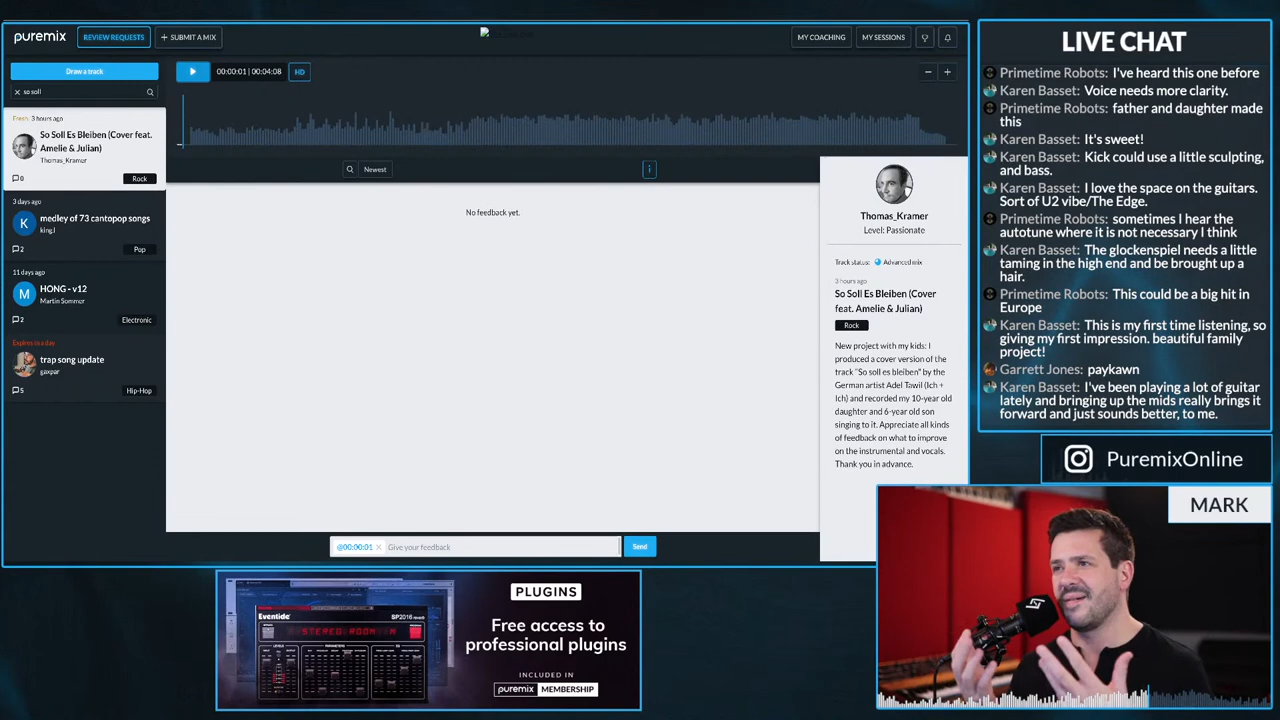 puremix
REVIEW REQUESTS
+ SUBMIT A MIX
MY COACHING
MY SESSIONS
Draw a track
so soll
00:00:01 | 00:04:08
HD
Fresh 3 hours ago
So Soll Es Bleiben (Cover feat.
Amelie & Julian)
Thomas_Kramer
0
Rock
3 days ago
K
medley of 73 cantopop songs
kingJ
2
Pop
11 days ago
M
HONG - v12
Martin Sommer
2
Electronic
Expires in a day
trap song update
gaxpar
5
Hip-Hop
Newest
No feedback yet.
@00:00:01
Give your feedback
Send
Thomas_Kramer
Level: Passionate
Track status: Advanced mix
3 hours ago
So Soll Es Bleiben (Cover
feat. Amelie & Julian)
Rock
New project with my kids: I
produced a cover version of the
track "So soll es bleiben" by the
German artist Adel Tawil (Ich +
Ich) and recorded my 10-year old
daughter and 6-year old son
singing to it. Appreciate all kinds
of feedback on what to improve
on the instrumental and vocals.
Thank you in advance.
LIVE CHAT
Primetime Robots: I've heard this one before
Karen Basset: Voice needs more clarity.
Primetime Robots: father and daughter made
this
Karen Basset: It's sweet!
Karen Basset: Kick could use a little sculpting,
and bass.
Karen Basset: I love the space on the guitars.
Sort of U2 vibe/The Edge.
Primetime Robots: sometimes I hear the
autotune where it is not necessary I think
Karen Basset: The glockenspiel needs a little
taming in the high end and be brought up a
hair.
Primetime Robots: This could be a big hit in
Europe
Karen Basset: This is my first time listening, so
giving my first impression. beautiful family
project!
Garrett Jones: paykawn
Karen Basset: I've been playing a lot of guitar
lately and bringing up the mids really brings it
forward and just sounds better, to me.
PuremixOnline
MARK
Eventide
SP2016 reverb
STEREO ROOM M
PLUGINS
Free access to
professional plugins
INCLUDED IN
puremix MEMBERSHIP